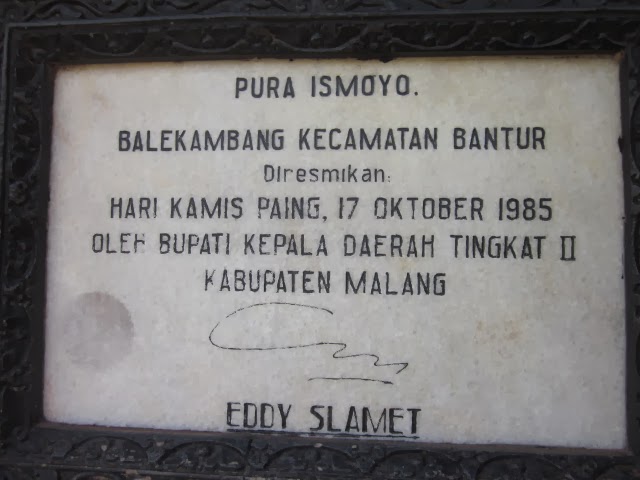 PURA ISMOYO.
BALEKAMBANG KECAMATAN BANTUR
Diresmikan:
HARI KAMIS PAING, 17 OKTOBER 1985
OLEH BUPATI KEPALA DAERAH TINGKAT II
KABUPATEN MALANG
EDDY SLAMET